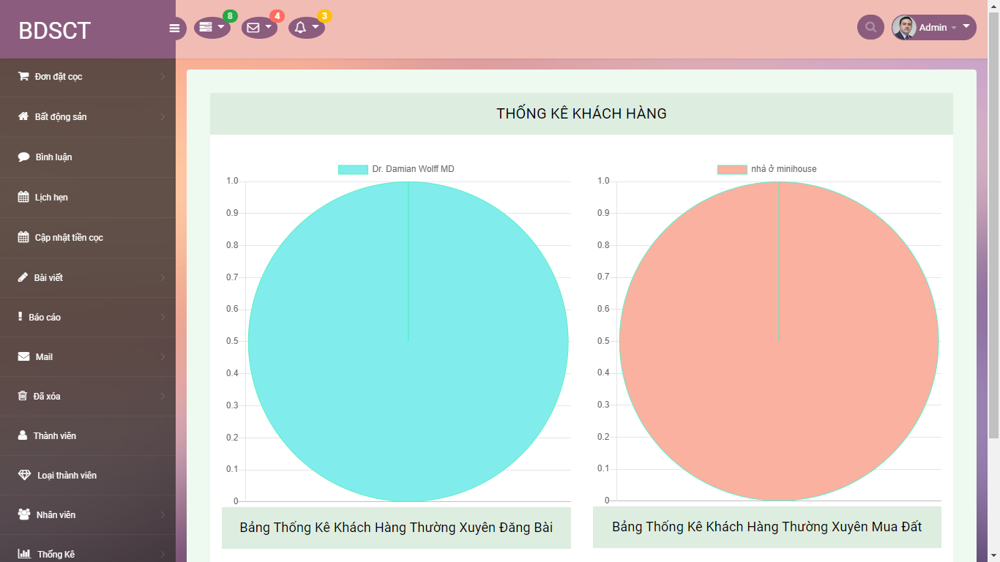 BDSCT
8
4
3
Admin
Đơn đặt cọc
Bất động sản
Bình luận
Lịch hẹn
Cập nhật tiền cọc
Bài viết
Báo cáo
Mail
Đã xóa
Thành viên
Loại thành viên
Nhân viên
Thống Kê
THỐNG KÊ KHÁCH HÀNG
Dr. Damian Wolff MD
1.0
0.9
0.8
0.7
0.6
0.5
0.4
0.3
0.2
0.1
0
Bảng Thống Kê Khách Hàng Thường Xuyên Đăng Bài
nhà ở minihouse
1.0
0.9
0.8
0.7
0.6
0.5
0.4
0.3
0.2
0.1
0
Bảng Thống Kê Khách Hàng Thường Xuyên Mua Đất